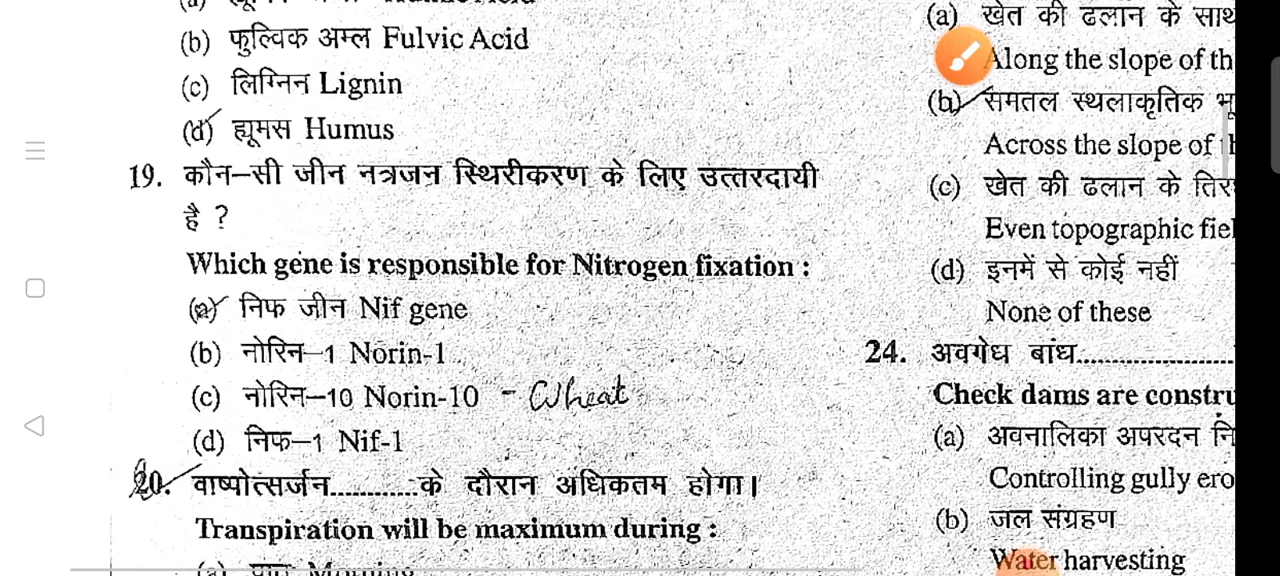 (b) फुल्विक अम्ल Fulvic Acid
(c) लिग्निन Lignin
(d) ह्यूमस Humus
19. कौन–सी जीन नत्रजन स्थिरीकरण के लिए उत्तरदायी
है ?
Which gene is responsible for Nitrogen fixation :
(a) निफ जीन Nif gene
(b) नोरिन–1 Norin-1
(c) नोरिन–10 Norin-10 - Wheat
(d) निफ–1 Nif-1
20. वाष्पोत्सर्जन............के दौरान अधिकतम होगा।
Transpiration will be maximum during :
(a) खेत की ढलान के साथ
Along the slope of th
(b) समतल स्थलाकृतिक भू
Across the slope of th
(c) खेत की ढलान के तिर
Even topographic fiel
(d) इनमें से कोई नहीं
None of these
24. अवरोध बांध......................
Check dams are constru
(a) अवनालिका अपरदन नि
Controlling gully ero
(b) जल संग्रहण
Water harvesting